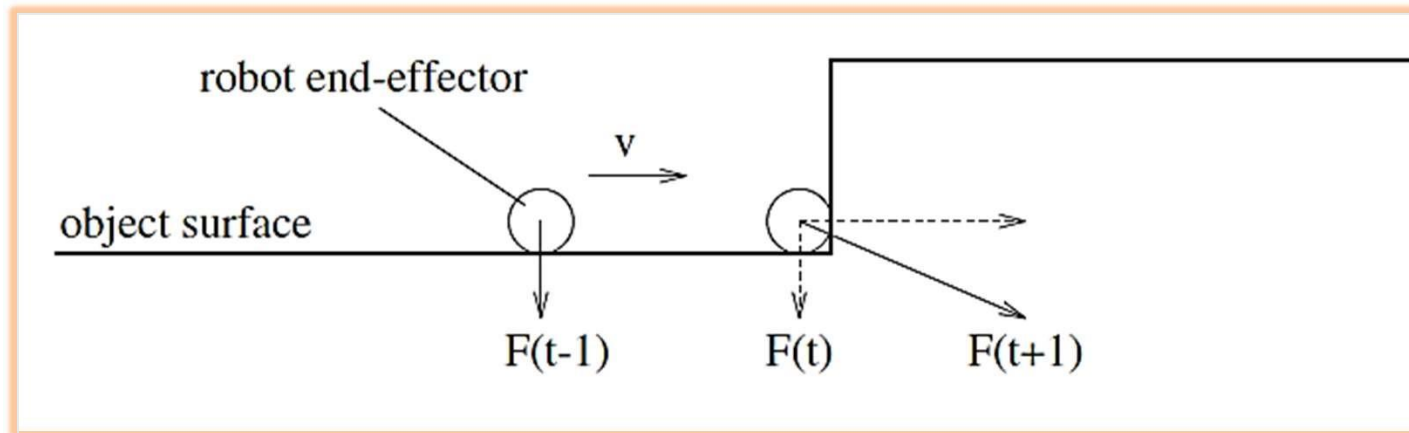 robot end-effector
v
object surface
F(t-1)
F(t)
F(t+1)